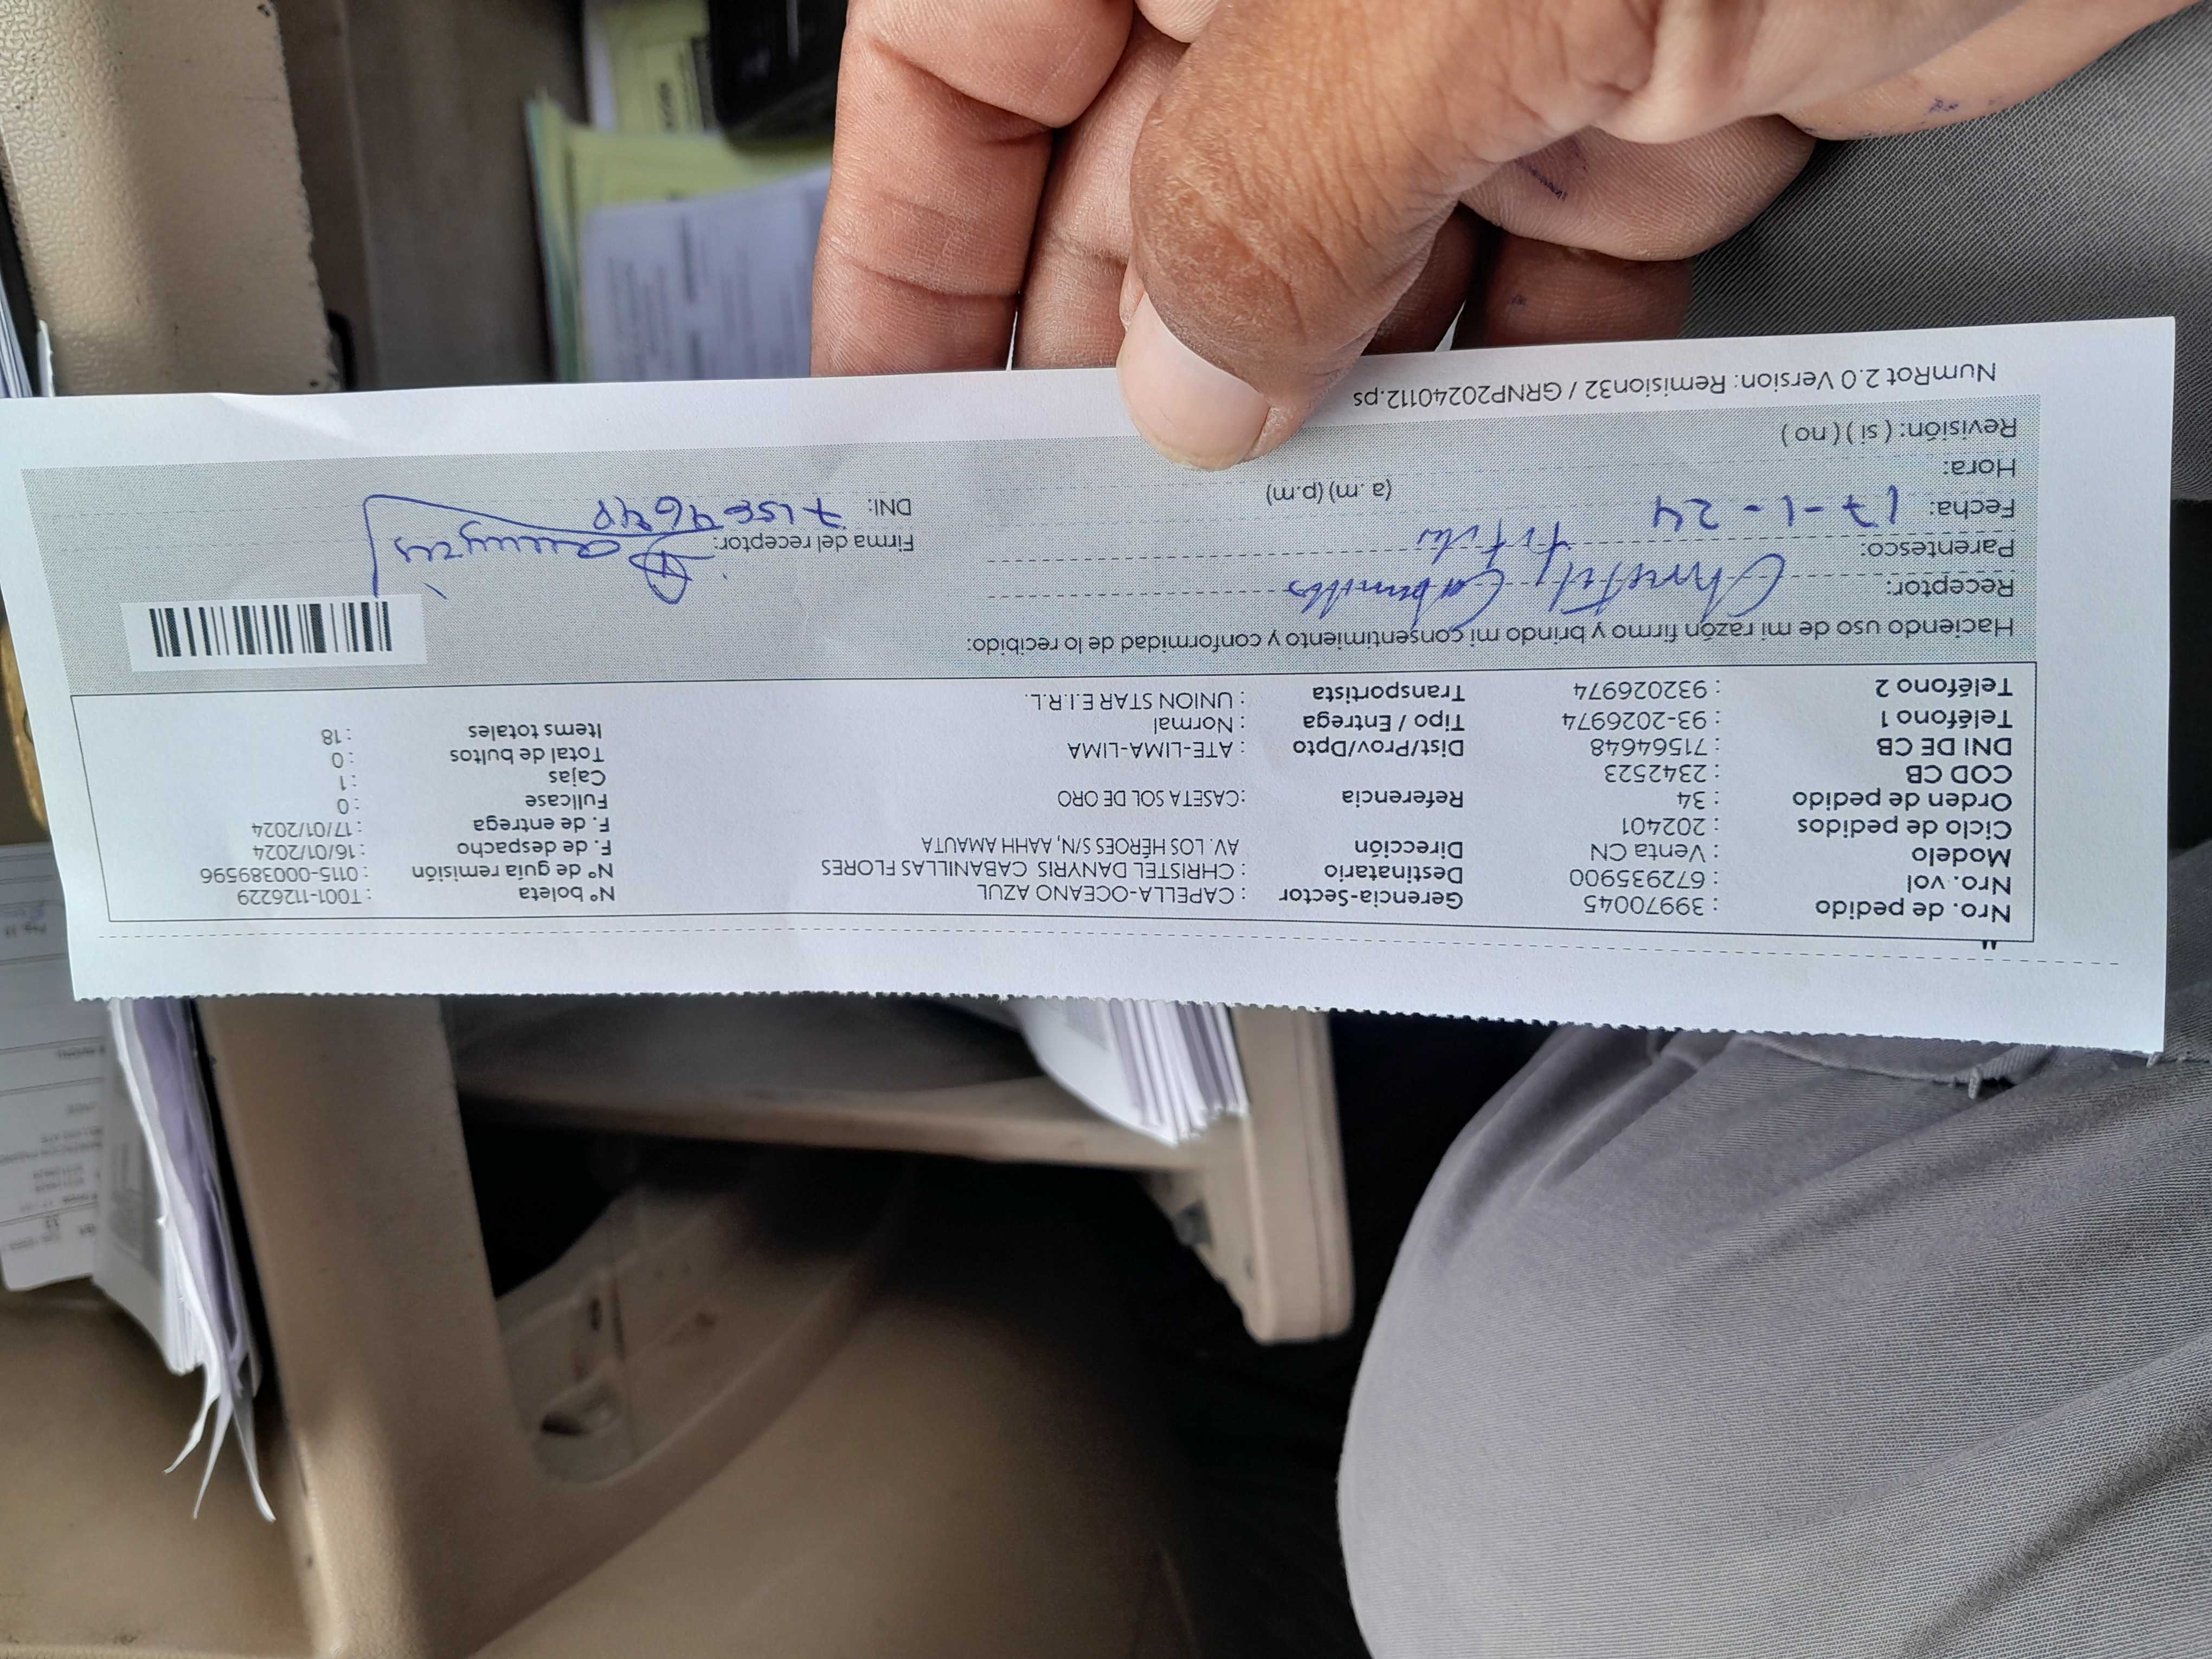 Nro. de pedido : 39970045 Gerencia-Sector : CAPELLA-OCEANO AZUL Nº boleta : T001-1126229
Nro. vol : 672935900 Destinatario : CHRISTEL DANYRIS CABANILLAS FLORES Nº de guía remisión : 0115-000389596
Modelo : Venta CN Dirección AV. LOS HÉROES S/N, AAHH AMAUTA F. de despacho : 16/01/2024
Ciclo de pedidos : 202401 F. de entrega : 17/01/2024
Orden de pedido : 34 Referencia :CASETA SOL DE ORO Fullcase : 0
COD CB : 2342523 Cajas : 1
DNI DE CB : 71564648 Dist/Prov/Dpto : ATE-LIMA-LIMA Total de bultos : 0
Teléfono 1 : 93-2026974 Tipo / Entrega : Normal Items totales : 18
Teléfono 2 : 932026974 Transportista : UNION STAR E.I.R.L.
Haciendo uso de mi razón firmo y brindo mi consentimiento y conformidad de lo recibido:
Receptor: Christel Cabanillas
Parentesco: Titular Firma del receptor:
Fecha: 17-1-24 DNI:
Hora: (a. m) (p.m)
Revisión: ( si ) ( no )
NumRot 2.0 Version: Remision32 / GRNP20240112.ps